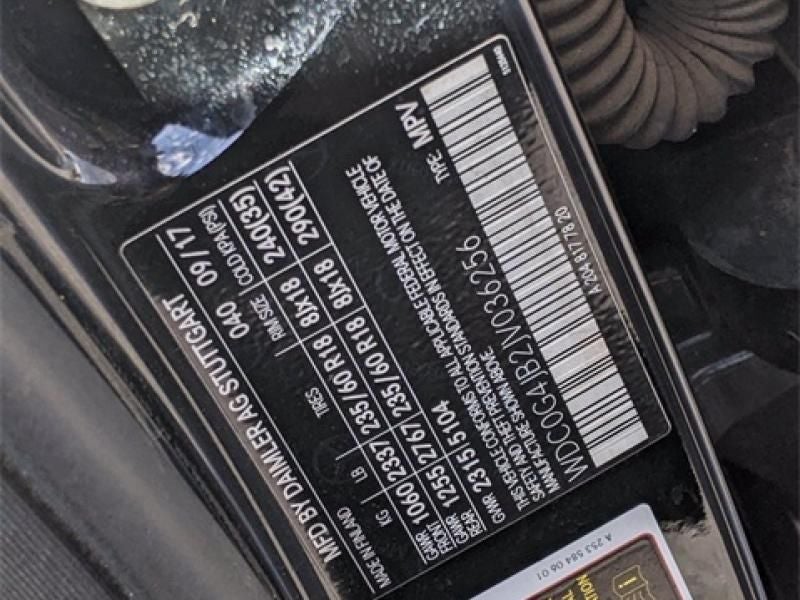 MFD BY DAIMLER AG STUTTGART
MADE IN FINLAND 040 09/17
KG LB TIRES RIM SIZE COLD KPA(PSI)
GAWR FRONT 1060 2337 235/60 R18 8Jx18 240(35)
GAWR REAR 1255 2767 235/60 R18 8Jx18 290(42)
GVWR 2315 5104
THIS VEHICLE CONFORMS TO ALL APPLICABLE FEDERAL MOTOR VEHICLE
SAFETY AND THEFT PREVENTION STANDARDS IN EFFECT ON THE DATE OF
MANUFACTURE SHOWN ABOVE.
WDC0G4JB2JV036256 TYPE: MPV
A 204 817 78 20
A 253 584 06 01